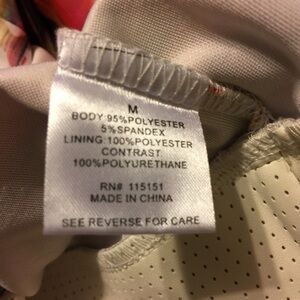 M
BODY:95%POLYESTER
5%SPANDEX
LINING:100%POLYESTER
CONTRAST:
100%POLYURETHANE
RN# 115151
MADE IN CHINA
SEE REVERSE FOR CARE